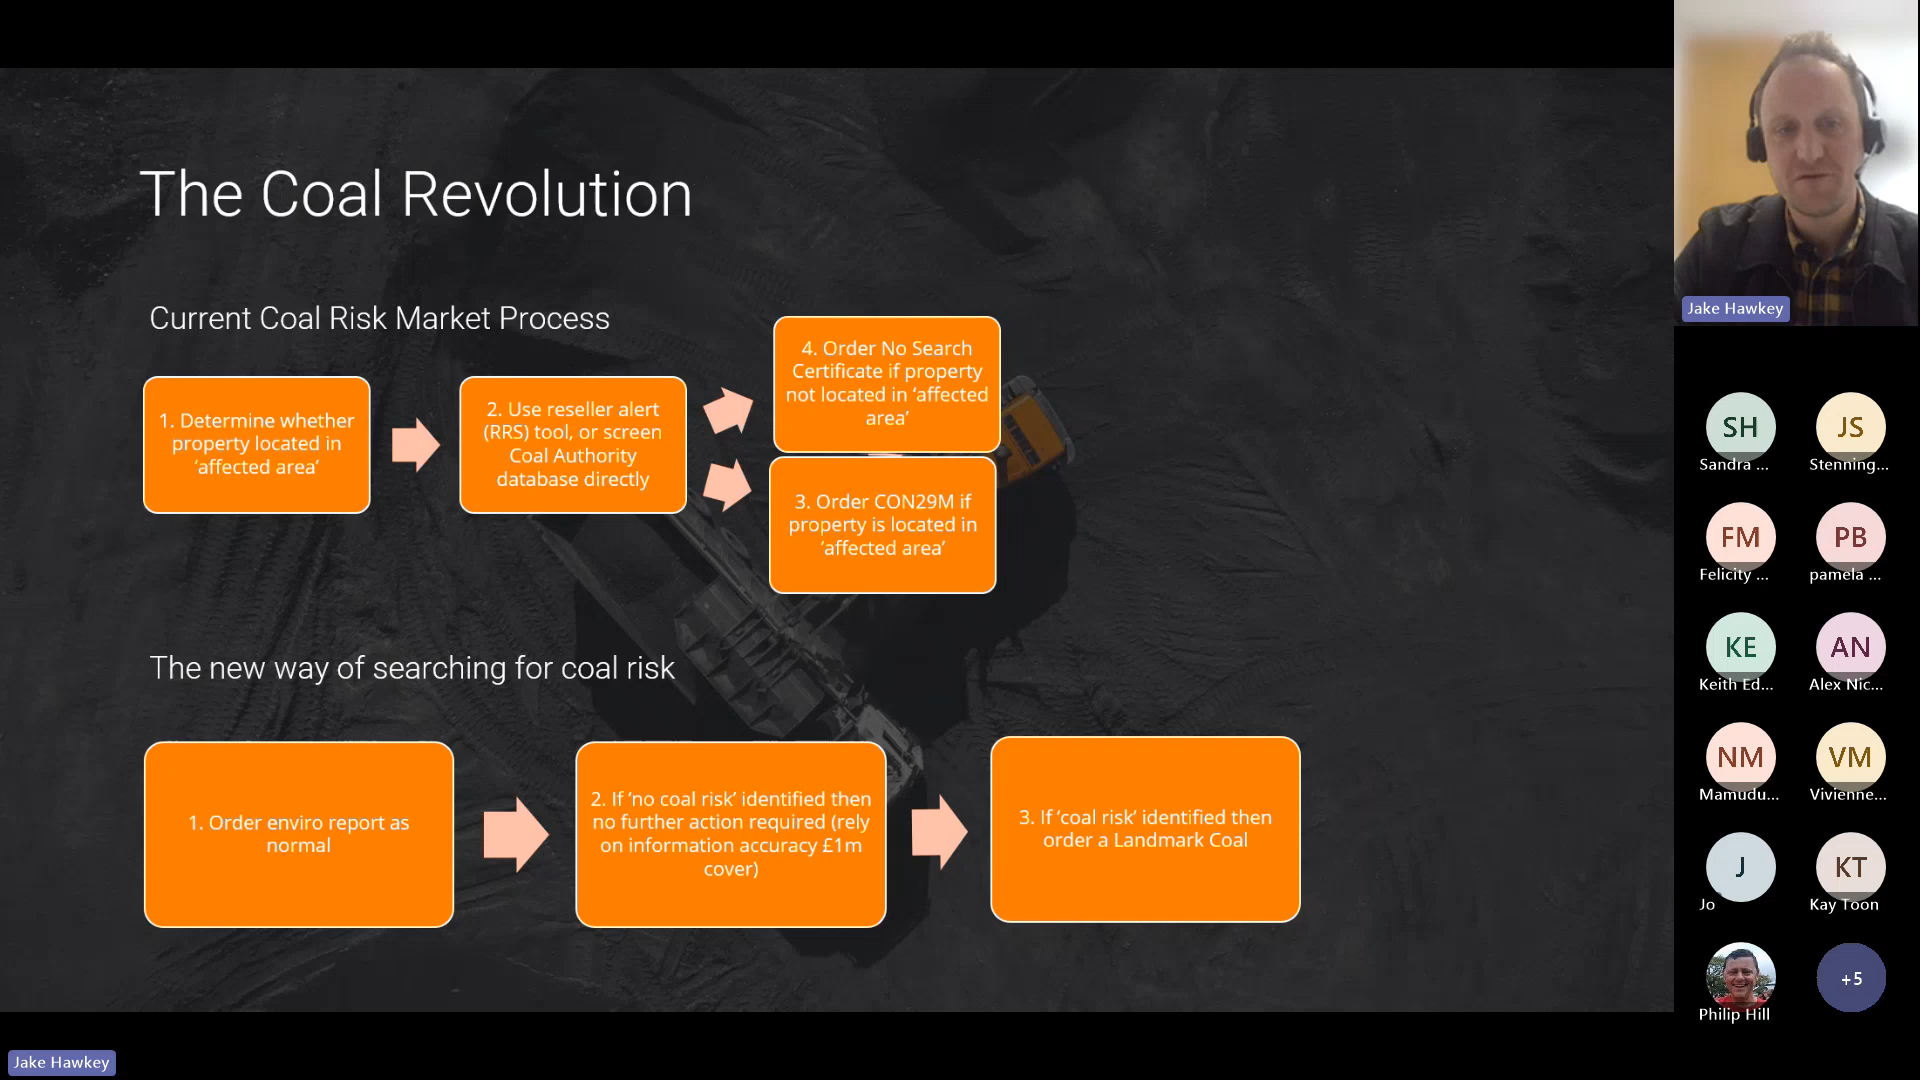 The Coal Revolution
Current Coal Risk Market Process
1. Determine whether
property located in
‘affected area’
2. Use reseller alert
(RRS) tool, or screen
Coal Authority
database directly
4. Order No Search
Certificate if property
not located in ‘affected
area’
3. Order CON29M if
property is located in
‘affected area’
The new way of searching for coal risk
1. Order enviro report as
normal
2. If ‘no coal risk’ identified then
no further action required (rely
on information accuracy £1m
cover)
3. If ‘coal risk’ identified then
order a Landmark Coal
Jake Hawkey
SH
Sandra ...
JS
Stenning...
FM
Felicity ...
PB
pamela ...
KE
Keith Ed...
AN
Alex Nic...
NM
Mamudu...
VM
Vivienne...
J
Jo
KT
Kay Toon
Philip Hill
+5
Jake Hawkey